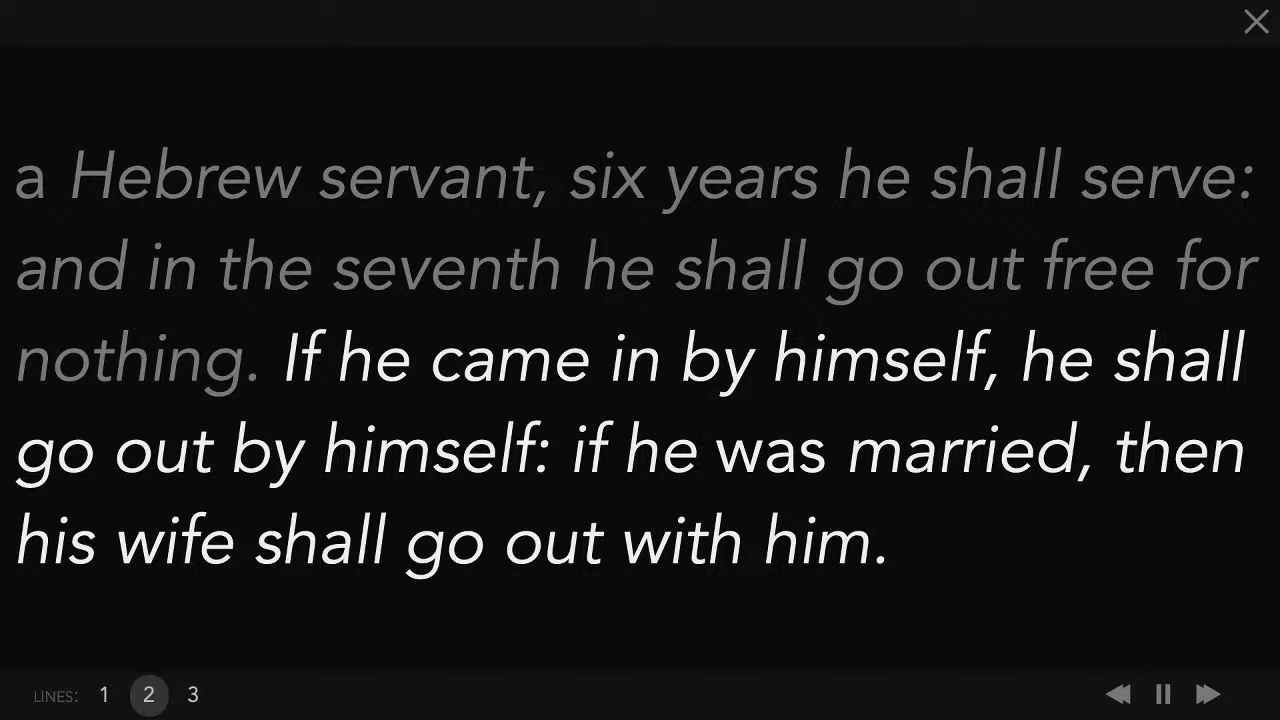 a Hebrew servant, six years he shall serve:
and in the seventh he shall go out free for
nothing. If he came in by himself, he shall
go out by himself: if he was married, then
his wife shall go out with him.
LINES: 1 2 3